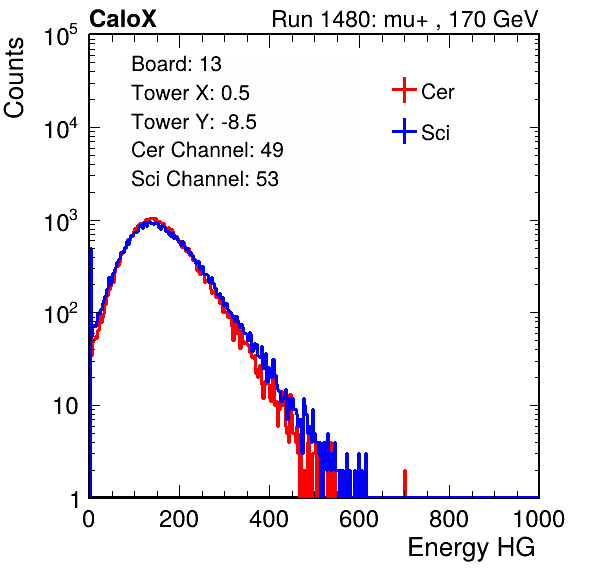 CaloX
Run 1480: mu+ , 170 GeV
Counts
10^5
10^4
10^3
10^2
10
1
Board: 13
Tower X: 0.5
Tower Y: -8.5
Cer Channel: 49
Sci Channel: 53
Cer
Sci
0 200 400 600 800 1000
Energy HG